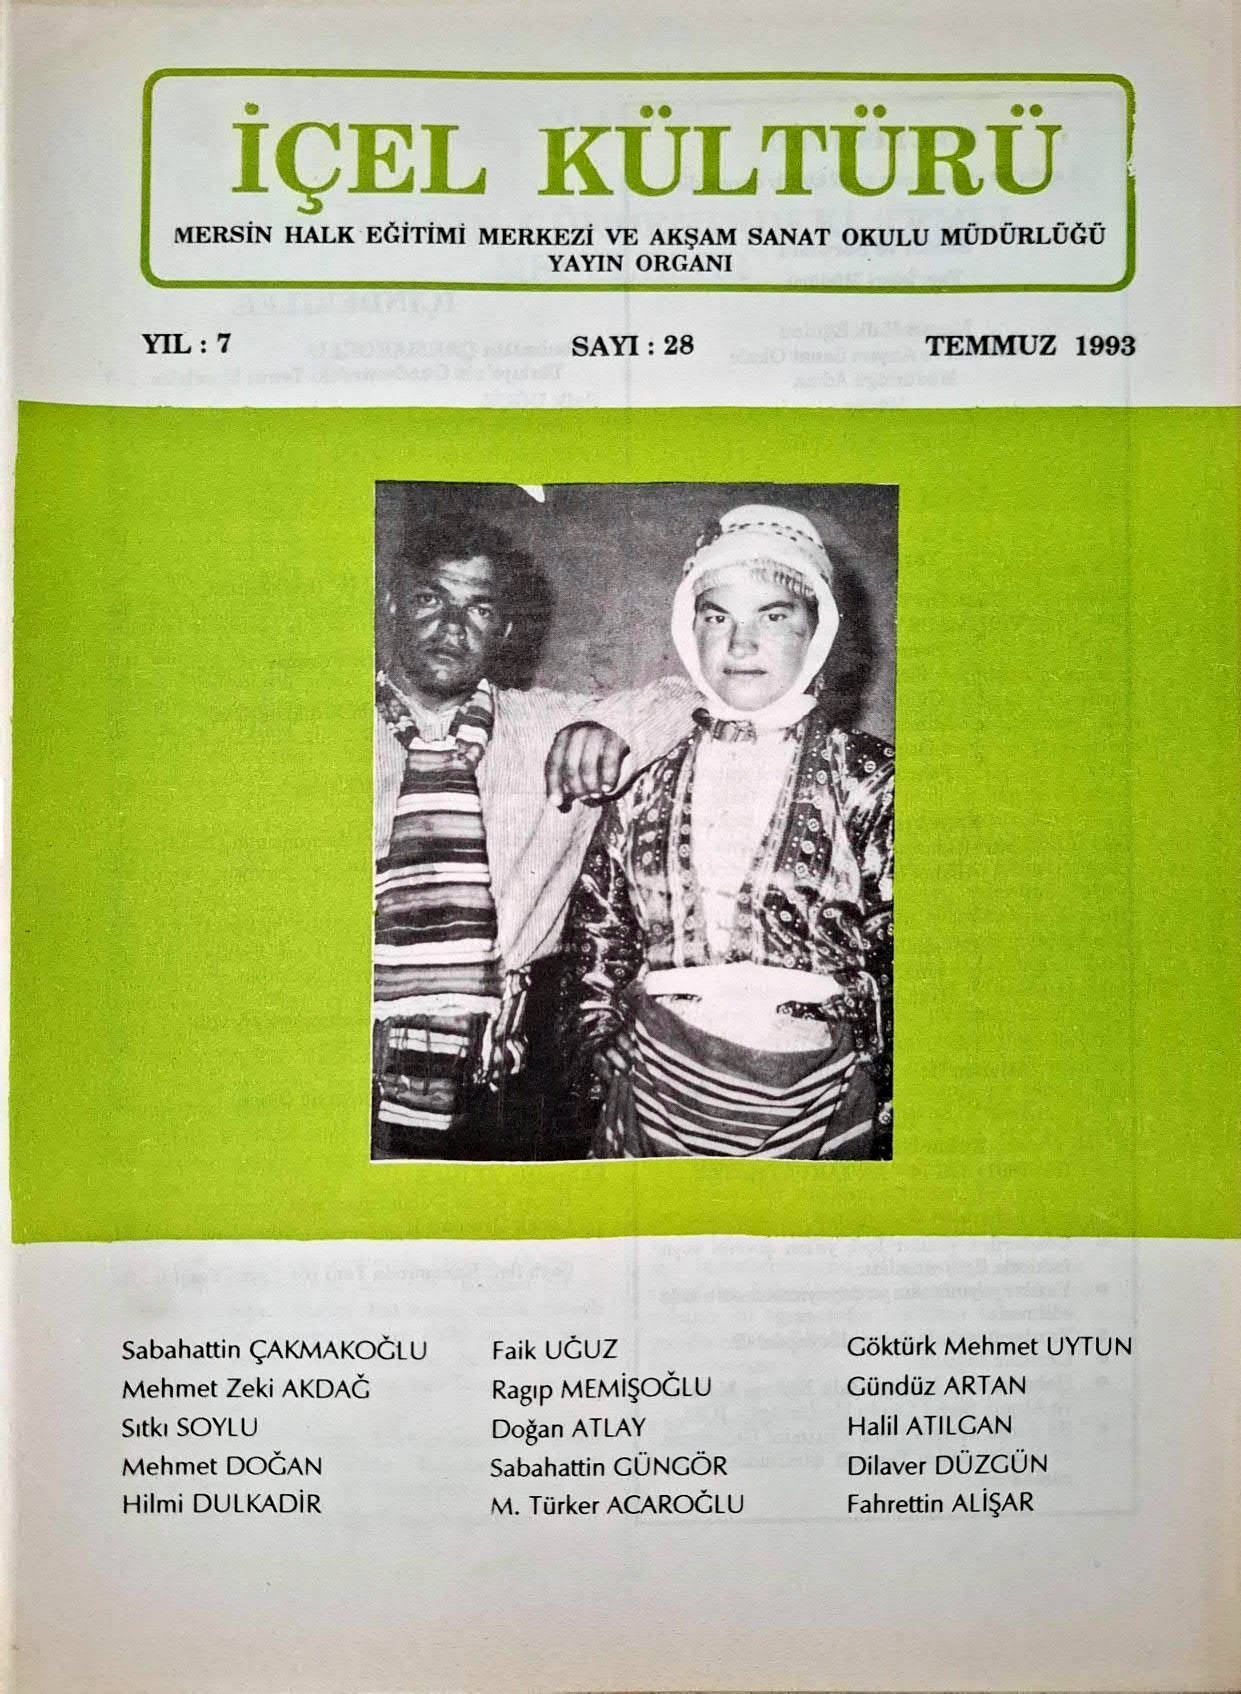 İÇEL KÜLTÜRÜ
MERSİN HALK EĞİTİMİ MERKEZİ VE AKŞAM SANAT OKULU MÜDÜRLÜĞÜ
YAYIN ORGANI
YIL : 7 SAYI : 28 TEMMUZ 1993
Sabahattin ÇAKMAKOĞLU Faik UĞUZ Göktürk Mehmet UYTUN
Mehmet Zeki AKDAĞ Ragıp MEMİŞOĞLU Gündüz ARTAN
Sıtkı SOYLU Doğan ATLAY Halil ATILGAN
Mehmet DOĞAN Sabahattin GÜNGÖR Dilaver DÜZGÜN
Hilmi DULKADİR M. Türker ACAROĞLU Fahrettin ALİŞAR